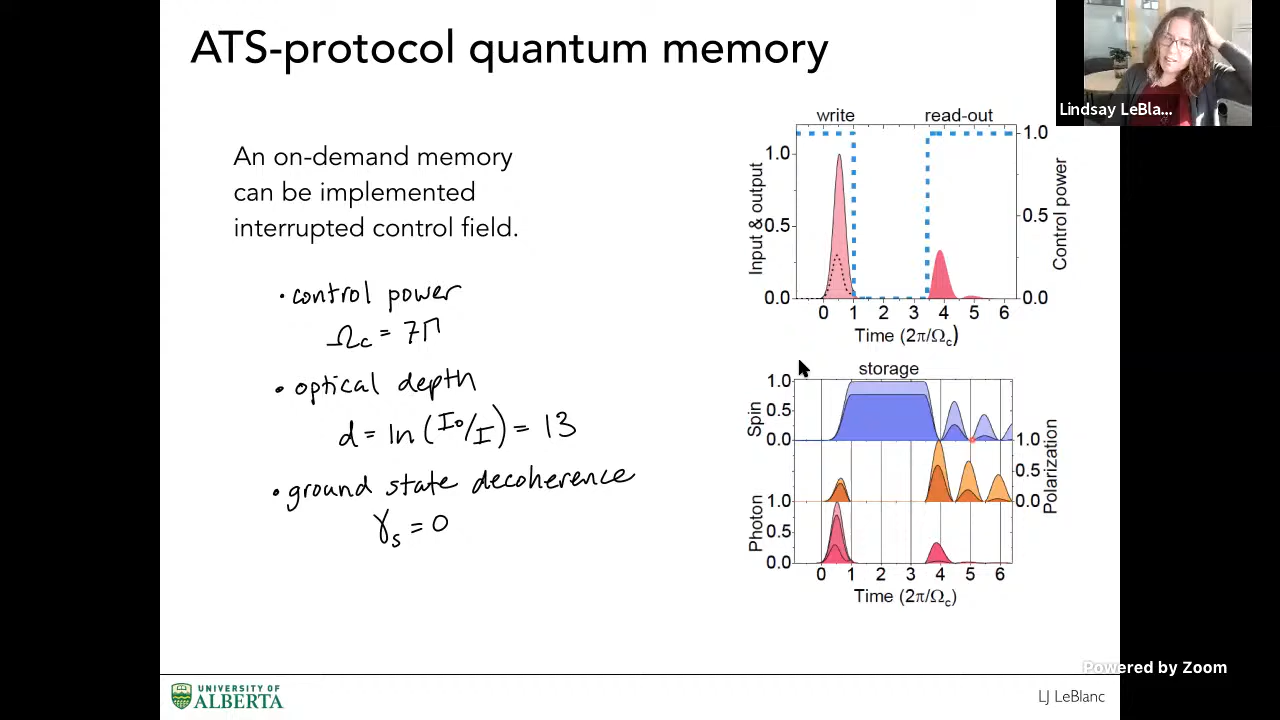 ATS-protocol quantum memory
Lindsay LeBla...
An on-demand memory
can be implemented
interrupted control field.
• control power
Ωc = 7Γ
• optical depth
d = ln (I₀/I) = 13
• ground state decoherence
γs = 0
write
read-out
Input & output
1.0
0.5
0.0
1.0
0.5
0.0
Control power
0 1 2 3 4 5 6
Time (2π/Ωc)
storage
Spin
1.0
0.5
0.0
1.0
0.5
0.0
Polarization
Photon
1.0
0.5
0.0
0 1 2 3 4 5 6
Time (2π/Ωc)
Powered by Zoom
UNIVERSITY OF
ALBERTA
LJ LeBlanc